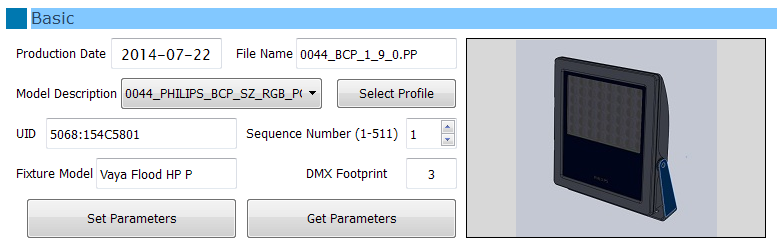 Basic
Production Date 2014-07-22 File Name 0044_BCP_1_9_0.PP
Model Description 0044_PHILIPS_BCP_SZ_RGB_P Select Profile
UID 5068:154C5801 Sequence Number (1-511) 1
Fixture Model Vaya Flood HP P DMX Footprint 3
Set Parameters Get Parameters